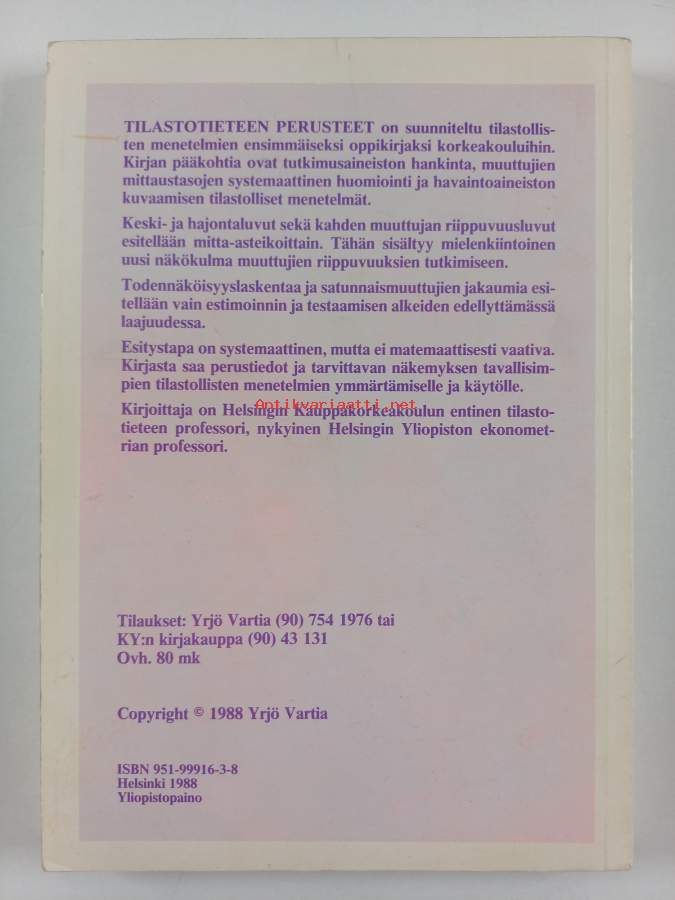 TILASTOTIETEEN PERUSTEET on suunniteltu tilastollis-
ten menetelmien ensimmäiseksi oppikirjaksi korkeakouluihin.
Kirjan pääkohtia ovat tutkimusaineiston hankinta, muuttujien
mittaustasojen systemaattinen huomiointi ja havaintoaineiston
kuvaamisen tilastolliset menetelmät.
Keski- ja hajontaluvut sekä kahden muuttujan riippuvuusluvut
esitellään mitta-asteikoittain. Tähän sisältyy mielenkiintoinen
uusi näkökulma muuttujien riippuvuuksien tutkimiseen.
Todennäköisyyslaskentaa ja satunnaismuuttujien jakaumia esi-
tellään vain estimoinnin ja testaamisen alkeiden edellyttämässä
laajuudessa.
Esitystapa on systemaattinen, mutta ei matemaattisesti vaativa.
Kirjasta saa perustiedot ja tarvittavan näkemyksen tavallisim-
pien tilastollisten menetelmien ymmärtämiselle ja käytölle.
Antikvariaatti.net
Kirjoittaja on Helsingin Kauppakorkeakoulun entinen tilasto-
tieteen professori, nykyinen Helsingin Yliopiston ekonomet-
rian professori.
Tilaukset: Yrjö Vartia (90) 754 1976 tai
KY:n kirjakauppa (90) 43 131
Ovh. 80 mk
Copyright © 1988 Yrjö Vartia
ISBN 951-99916-3-8
Helsinki 1988
Yliopistopaino